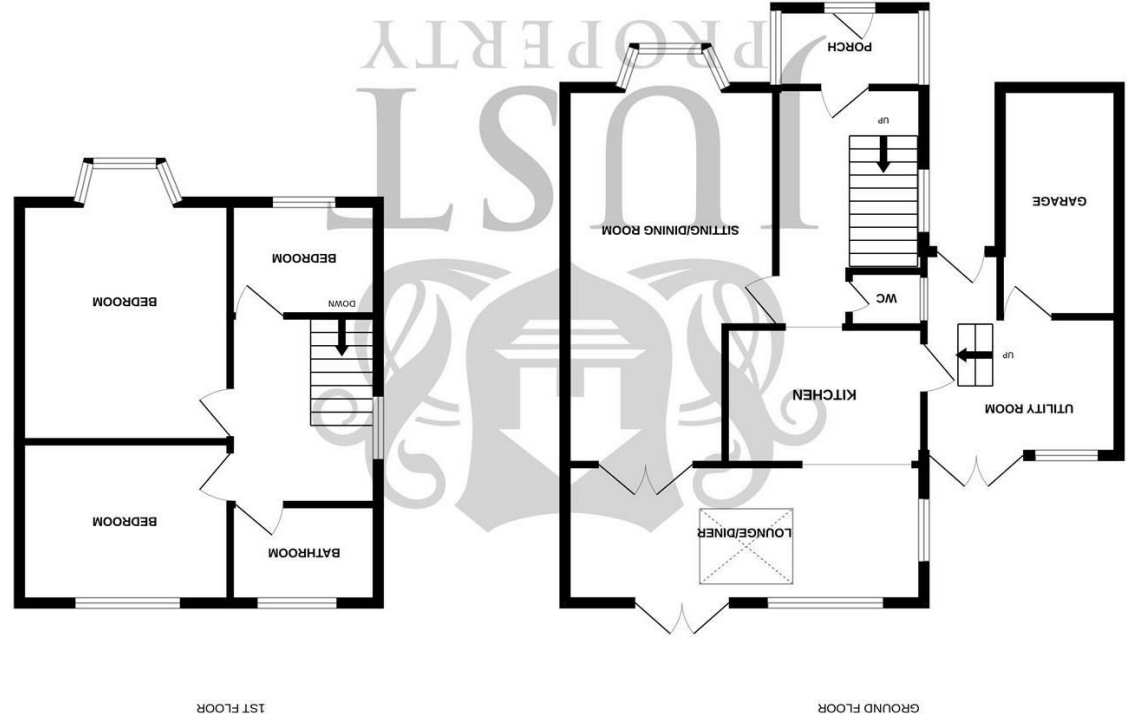 GROUND FLOOR
LOUNGE/DINER
UTILITY ROOM
KITCHEN
UP
WC
SITTING/DINING ROOM
GARAGE
UP
PORCH
1ST FLOOR
BATHROOM
BEDROOM
DOWN
BEDROOM
BEDROOM
JUST
PROPERTY